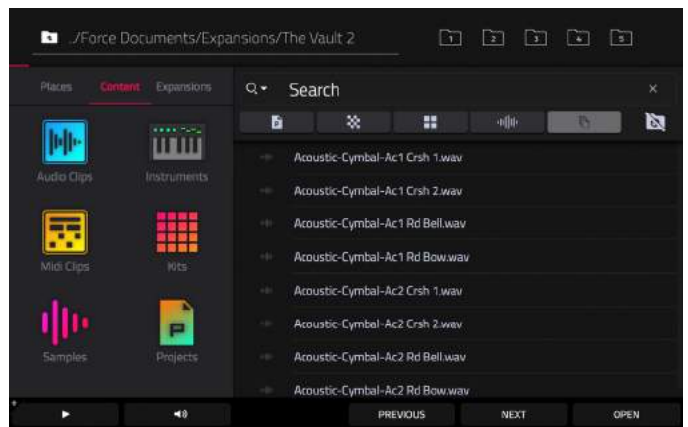 ../Force Documents/Expansions/The Vault 2
1 2 3 4 5
Places Content Expansions
Search
Audio Clips Instruments
Midi Clips Kits
Samples Projects
P
Acoustic-Cymbal-Ac1 Crsh 1.wav
Acoustic-Cymbal-Ac1 Crsh 2.wav
Acoustic-Cymbal-Ac1 Rd Bell.wav
Acoustic-Cymbal-Ac1 Rd Bow.wav
Acoustic-Cymbal-Ac2 Crsh 1.wav
Acoustic-Cymbal-Ac2 Crsh 2.wav
Acoustic-Cymbal-Ac2 Rd Bell.wav
Acoustic-Cymbal-Ac2 Rd Bow.wav
PREVIOUS NEXT OPEN